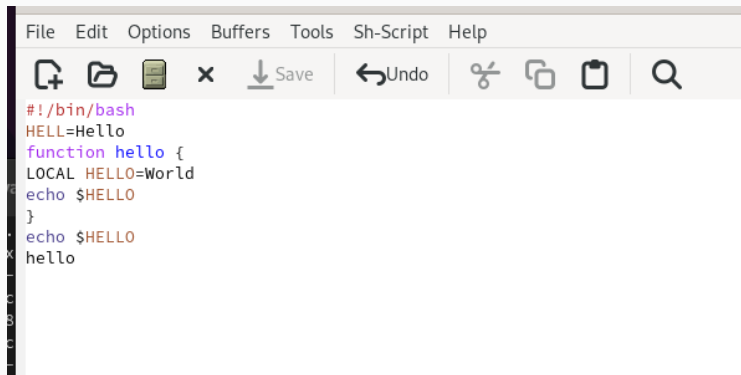 File Edit Options Buffers Tools Sh-Script Help
Save Undo
#!/bin/bash
HELL=Hello
function hello {
LOCAL HELLO=World
echo $HELLO
}
echo $HELLO
hello